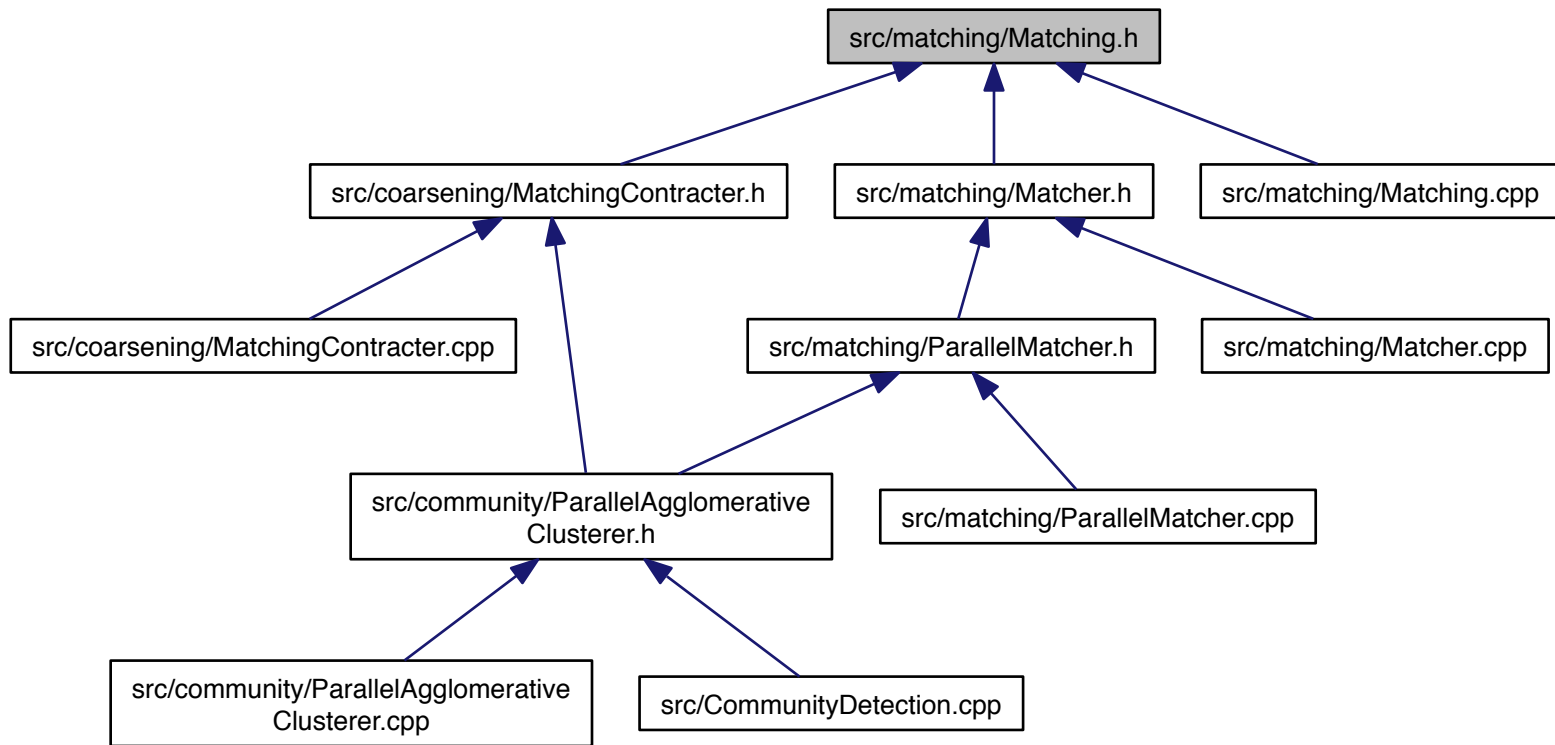 src/matching/Matching.h
src/coarsening/MatchingContracter.h
src/matching/Matcher.h
src/matching/Matching.cpp
src/coarsening/MatchingContracter.cpp
src/matching/ParallelMatcher.h
src/matching/Matcher.cpp
src/community/ParallelAgglomerative
Clusterer.h
src/matching/ParallelMatcher.cpp
src/community/ParallelAgglomerative
Clusterer.cpp
src/CommunityDetection.cpp